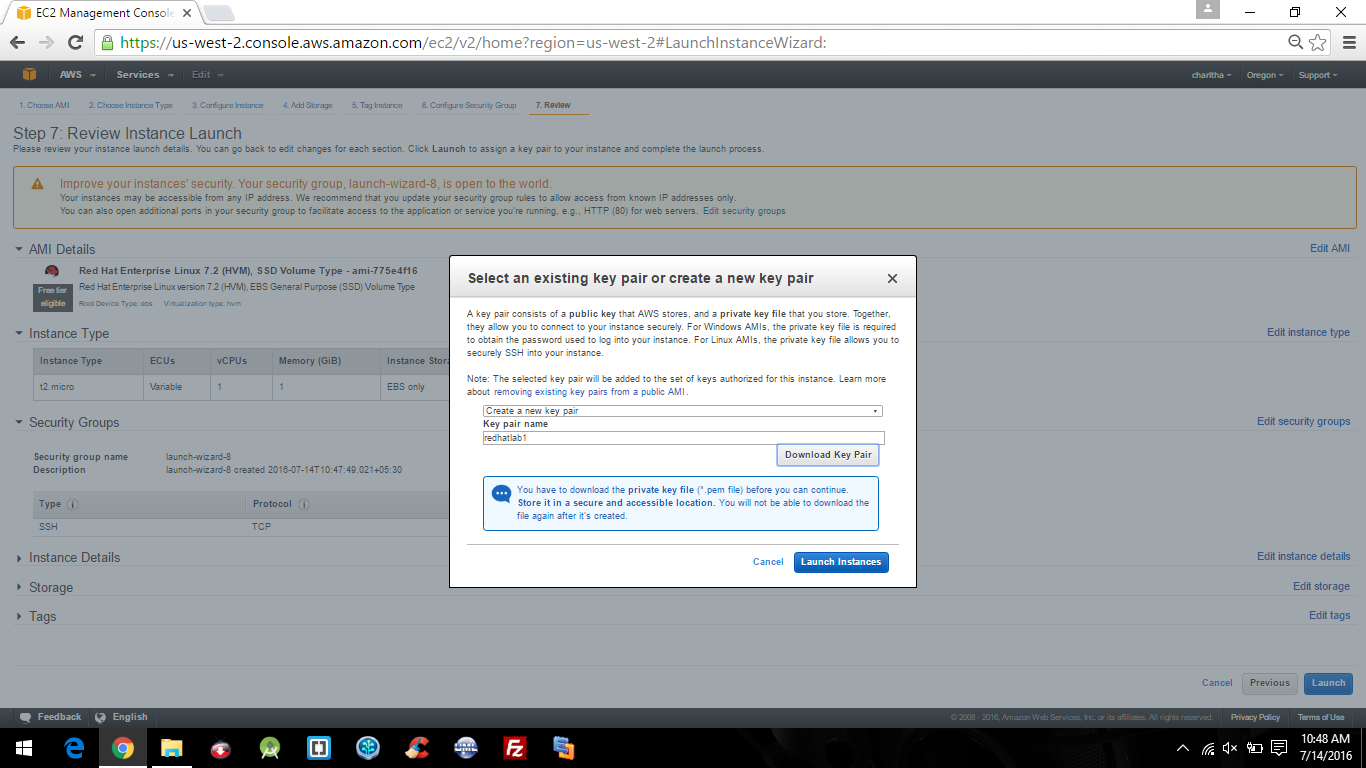 EC2 Management Console
https://us-west-2.console.aws.amazon.com/ec2/v2/home?region=us-west-2#LaunchInstanceWizard:
AWS Services Edit charitha Oregon Support
1. Choose AMI 2. Choose Instance Type 3. Configure Instance 4. Add Storage 5. Tag Instance 6. Configure Security Group 7. Review
Step 7: Review Instance Launch
Please review your instance launch details. You can go back to edit changes for each section. Click Launch to assign a key pair to your instance and complete the launch process.
Improve your instances' security. Your security group, launch-wizard-8, is open to the world.
Your instances may be accessible from any IP address. We recommend that you update your security group rules to allow access from known IP addresses only.
You can also open additional ports in your security group to facilitate access to the application or service you're running, e.g., HTTP (80) for web servers. Edit security groups
AMI Details Edit AMI
Red Hat Enterprise Linux 7.2 (HVM), SSD Volume Type - ami-775e4f16
Free tier eligible
Red Hat Enterprise Linux version 7.2 (HVM), EBS General Purpose (SSD) Volume Type
Root Device Type: ebs Virtualization type: hvm
Instance Type Edit instance type
Instance Type ECUs vCPUs Memory (GiB) Instance Stora
t2.micro Variable 1 1 EBS only
Security Groups Edit security groups
Security group name launch-wizard-8
Description launch-wizard-8 created 2016-07-14T10:47:49.021+05:30
Type Protocol
SSH TCP
Instance Details Edit instance details
Storage Edit storage
Tags Edit tags
Select an existing key pair or create a new key pair
A key pair consists of a public key that AWS stores, and a private key file that you store. Together,
they allow you to connect to your instance securely. For Windows AMIs, the private key file is required
to obtain the password used to log into your instance. For Linux AMIs, the private key file allows you to
securely SSH into your instance.
Note: The selected key pair will be added to the set of keys authorized for this instance. Learn more
about removing existing key pairs from a public AMI.
Create a new key pair
Key pair name
redhatlab1
Download Key Pair
You have to download the private key file (*.pem file) before you can continue.
Store it in a secure and accessible location. You will not be able to download the
file again after it's created.
Cancel Launch Instances
Cancel Previous Launch
Feedback English © 2008 - 2016, Amazon Web Services, Inc. or its affiliates. All rights reserved. Privacy Policy Terms of Use
10:48 AM
7/14/2016